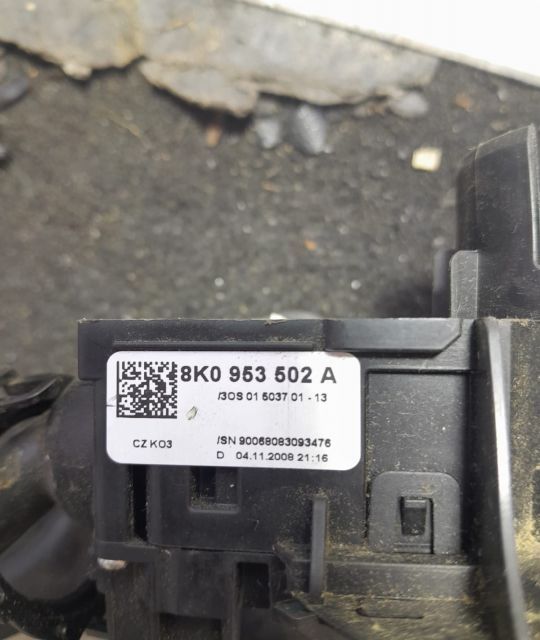 8K0 953 502 A
/3OS 01 5037 01 - 13
CZ K03 /SN 90068083093476
D 04.11.2008 21:16